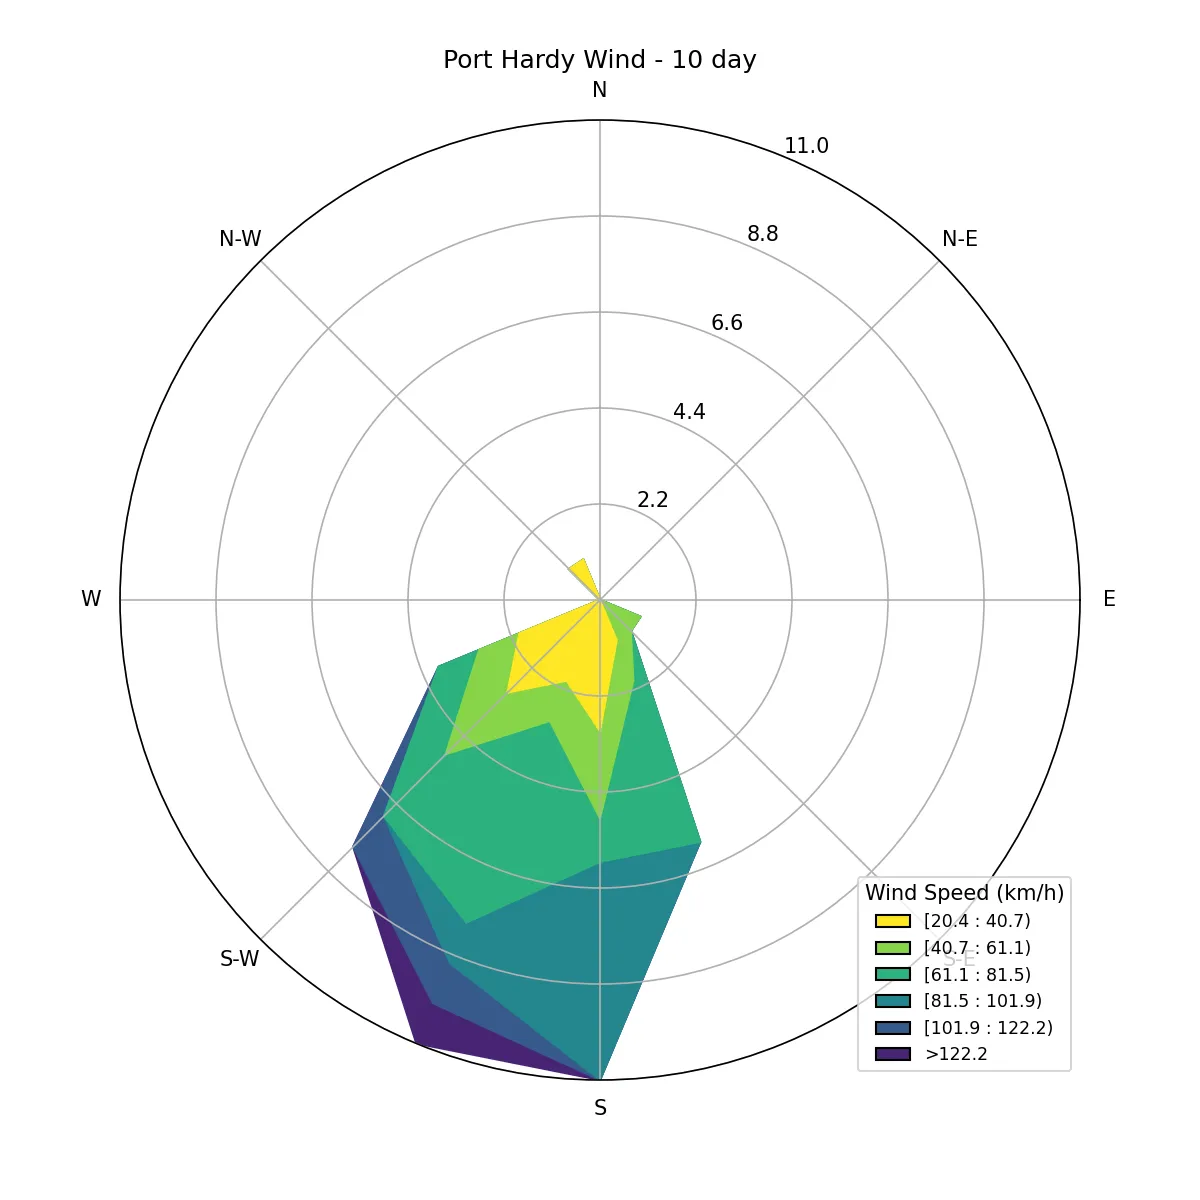 Port Hardy Wind - 10 day
N
11.0
N-W
N-E
8.8
6.6
4.4
2.2
W
E
Wind Speed (km/h)
[20.4 : 40.7)
[40.7 : 61.1)
S-W
S-E
[61.1 : 81.5)
[81.5 : 101.9)
[101.9 : 122.2)
>122.2
S